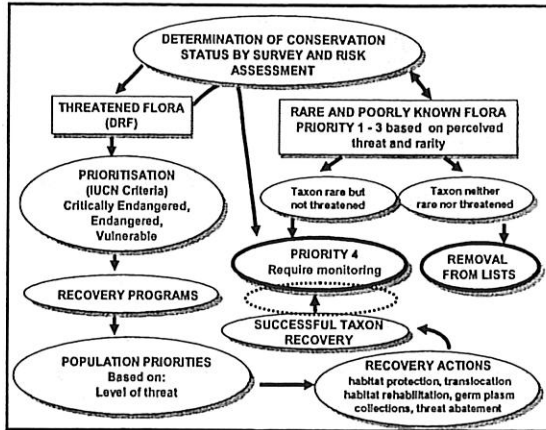 DETERMINATION OF CONSERVATION
STATUS BY SURVEY AND RISK
ASSESSMENT
THREATENED FLORA
(DRF)
RARE AND POORLY KNOWN FLORA
PRIORITY 1 - 3 based on perceived
threat and rarity
PRIORITISATION
(IUCN Criteria)
Critically Endangered,
Endangered,
Vulnerable
Taxon rare but
not threatened
Taxon neither
rare nor threatened
PRIORITY 4
Require monitoring
REMOVAL
FROM LISTS
RECOVERY PROGRAMS
SUCCESSFUL TAXON
RECOVERY
POPULATION PRIORITIES
Based on:
Level of threat
RECOVERY ACTIONS
habitat protection, translocation
habitat rehabilitation, germ plasm
collections, threat abatement